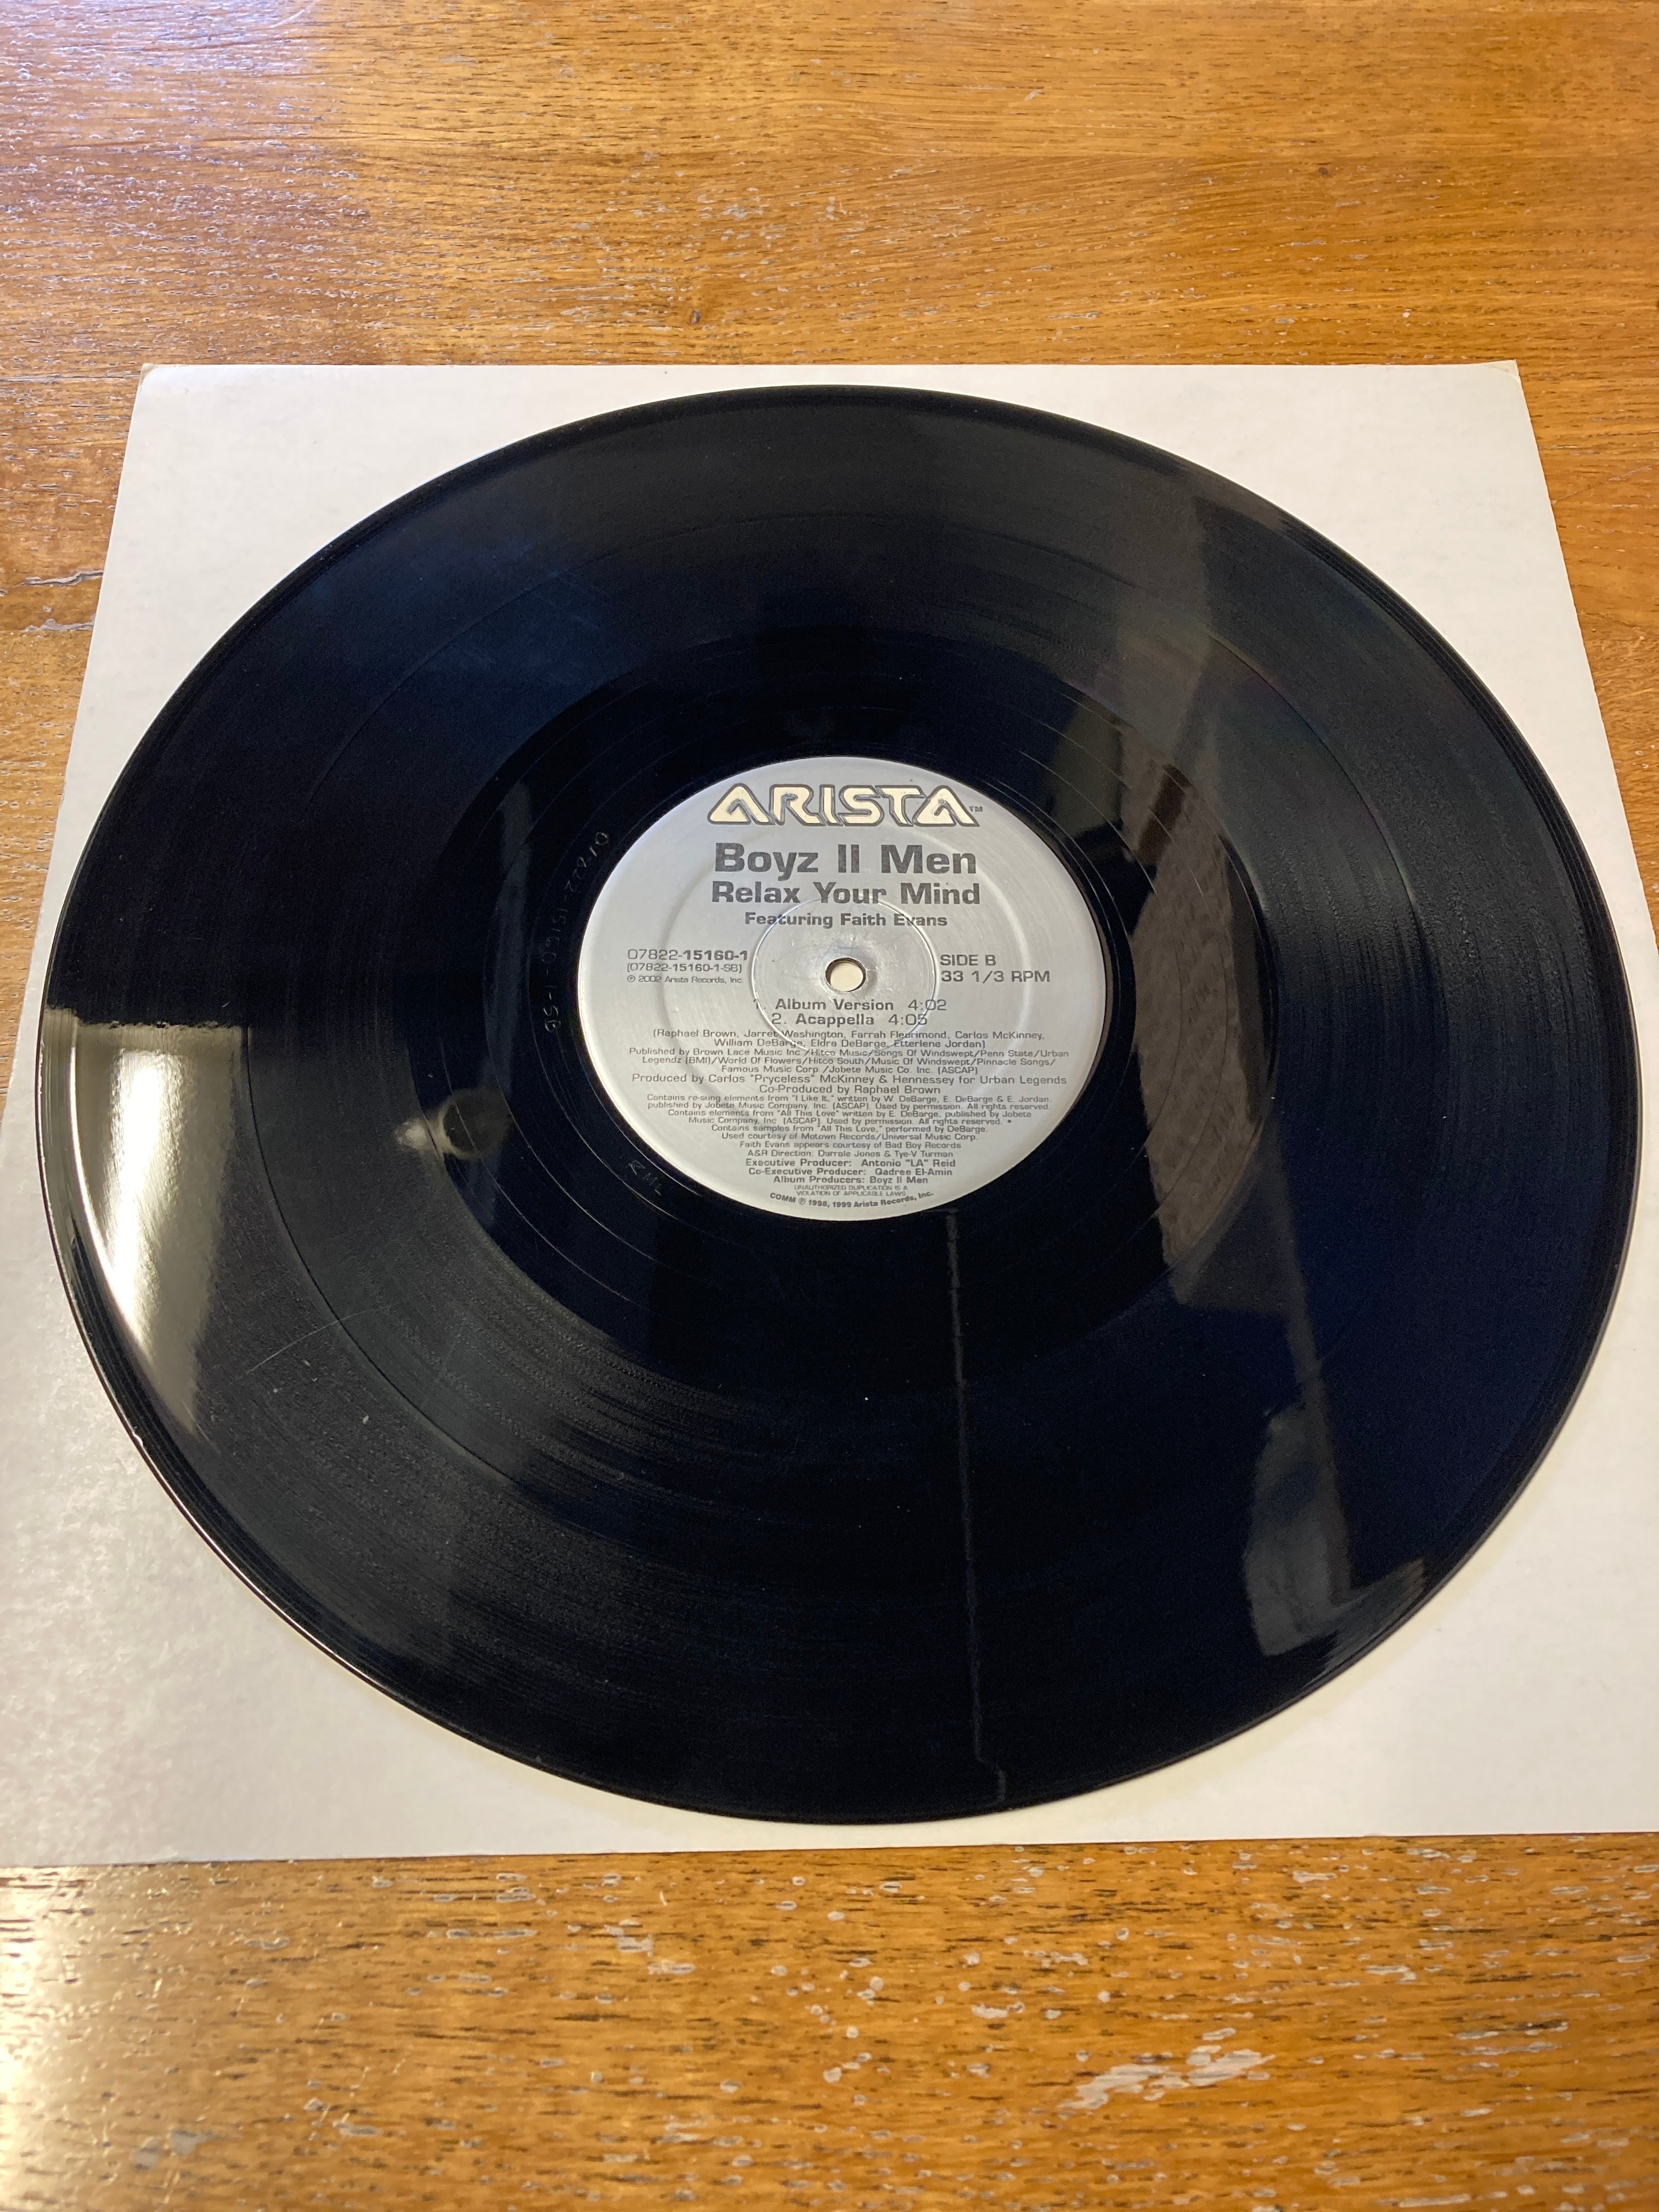 ARISTA™
Boyz II Men
Relax Your Mind
Featuring Faith Evans
07822-15160-1
(07822-15160-1-SB)
℗ 2002 Arista Records, Inc.
SIDE B
33 1/3 RPM
1. Album Version 4:02
2. Acappella 4:05
(Raphael Brown, Jarret Washington, Farrah Fleurimond, Carlos McKinney,
William DeBarge, Eldra DeBarge, Etterlene Jordan)
Published by Brown Lace Music Inc./Hitco Music/Songs Of Windswept/Penn State/Urban
Legendz (BMI)/World Of Flowers/Hitco South/Music Of Windswept/Pinnacle Songs/
Famous Music Corp./Jobete Music Co. Inc. (ASCAP)
Produced by Carlos "Pryceless" McKinney & Hennessey for Urban Legends
Co-Produced by Raphael Brown
Contains re-sung elements from "I Like It," written by W. DeBarge, E. DeBarge & E. Jordan,
published by Jobete Music Company, Inc. (ASCAP). Used by permission. All rights reserved.
Contains elements from "All This Love" written by E. DeBarge, published by Jobete
Music Company, Inc. (ASCAP). Used by permission. All rights reserved. •
Contains samples from "All This Love," performed by DeBarge.
Used courtesy of Motown Records/Universal Music Corp.
Faith Evans appears courtesy of Bad Boy Records
A&R Direction: Darrale Jones & Tye-V Turman
Executive Producer: Antonio "LA" Reid
Co-Executive Producer: Qadree El-Amin
Album Producers: Boyz II Men
UNAUTHORIZED DUPLICATION IS A
VIOLATION OF APPLICABLE LAWS
COMM ℗ 1998, 1999 Arista Records, Inc.
07822-15160-1-SB